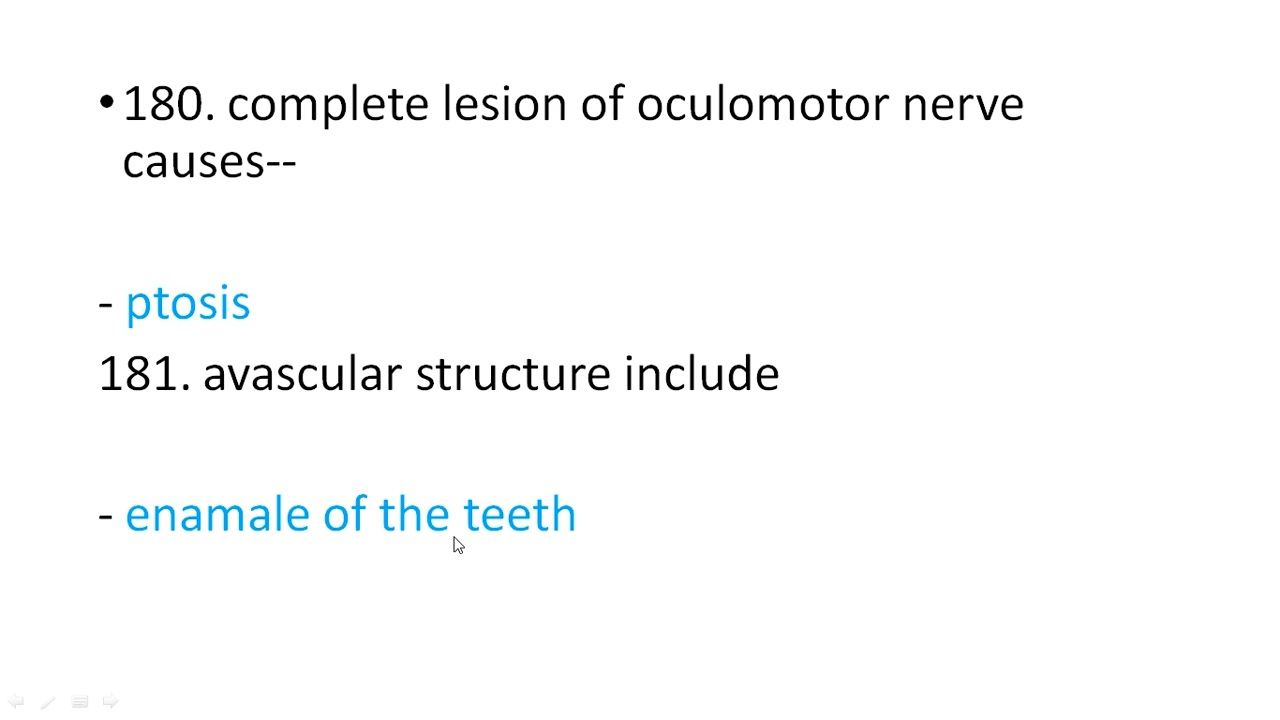 •180. complete lesion of oculomotor nerve
causes--
- ptosis
181. avascular structure include
- enamale of the teeth